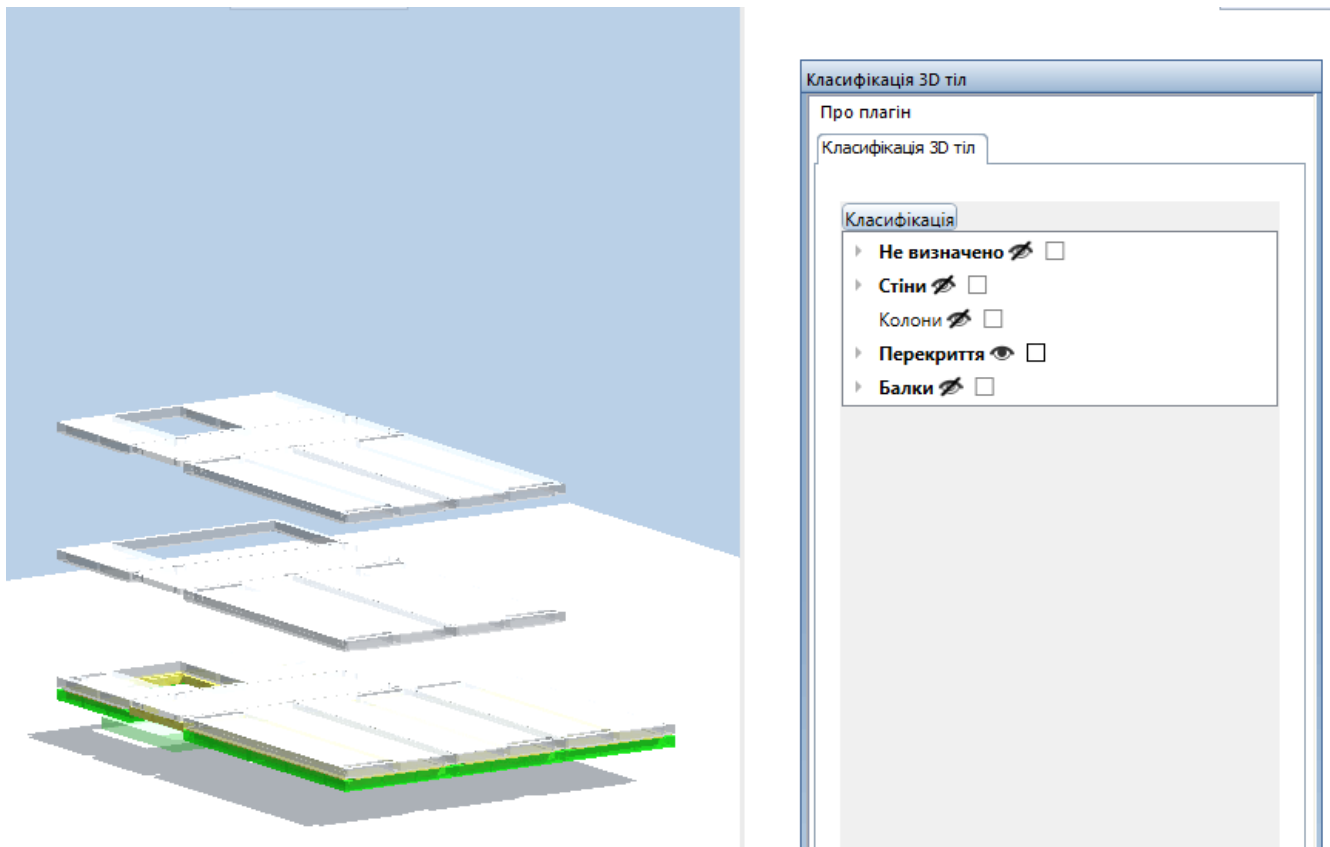 Класифікація 3D тіл
Про плагін
Класифікація 3D тіл
Класифікація
Не визначено
Стіни
Колони
Перекриття
Балки